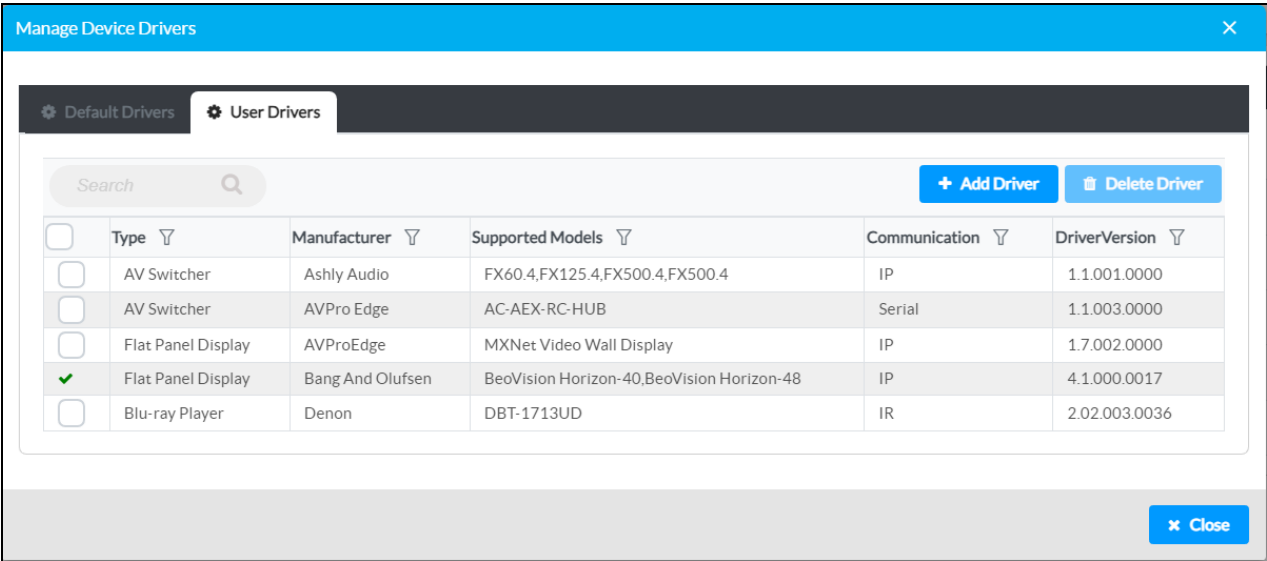 Manage Device Drivers
Default Drivers User Drivers
Search + Add Driver Delete Driver
Type Manufacturer Supported Models Communication DriverVersion
AV Switcher Ashly Audio FX60.4,FX125.4,FX500.4,FX500.4 IP 1.1.001.0000
AV Switcher AVPro Edge AC-AEX-RC-HUB Serial 1.1.003.0000
Flat Panel Display AVProEdge MXNet Video Wall Display IP 1.7.002.0000
Flat Panel Display Bang And Olufsen BeoVision Horizon-40,BeoVision Horizon-48 IP 4.1.000.0017
Blu-ray Player Denon DBT-1713UD IR 2.02.003.0036
Close